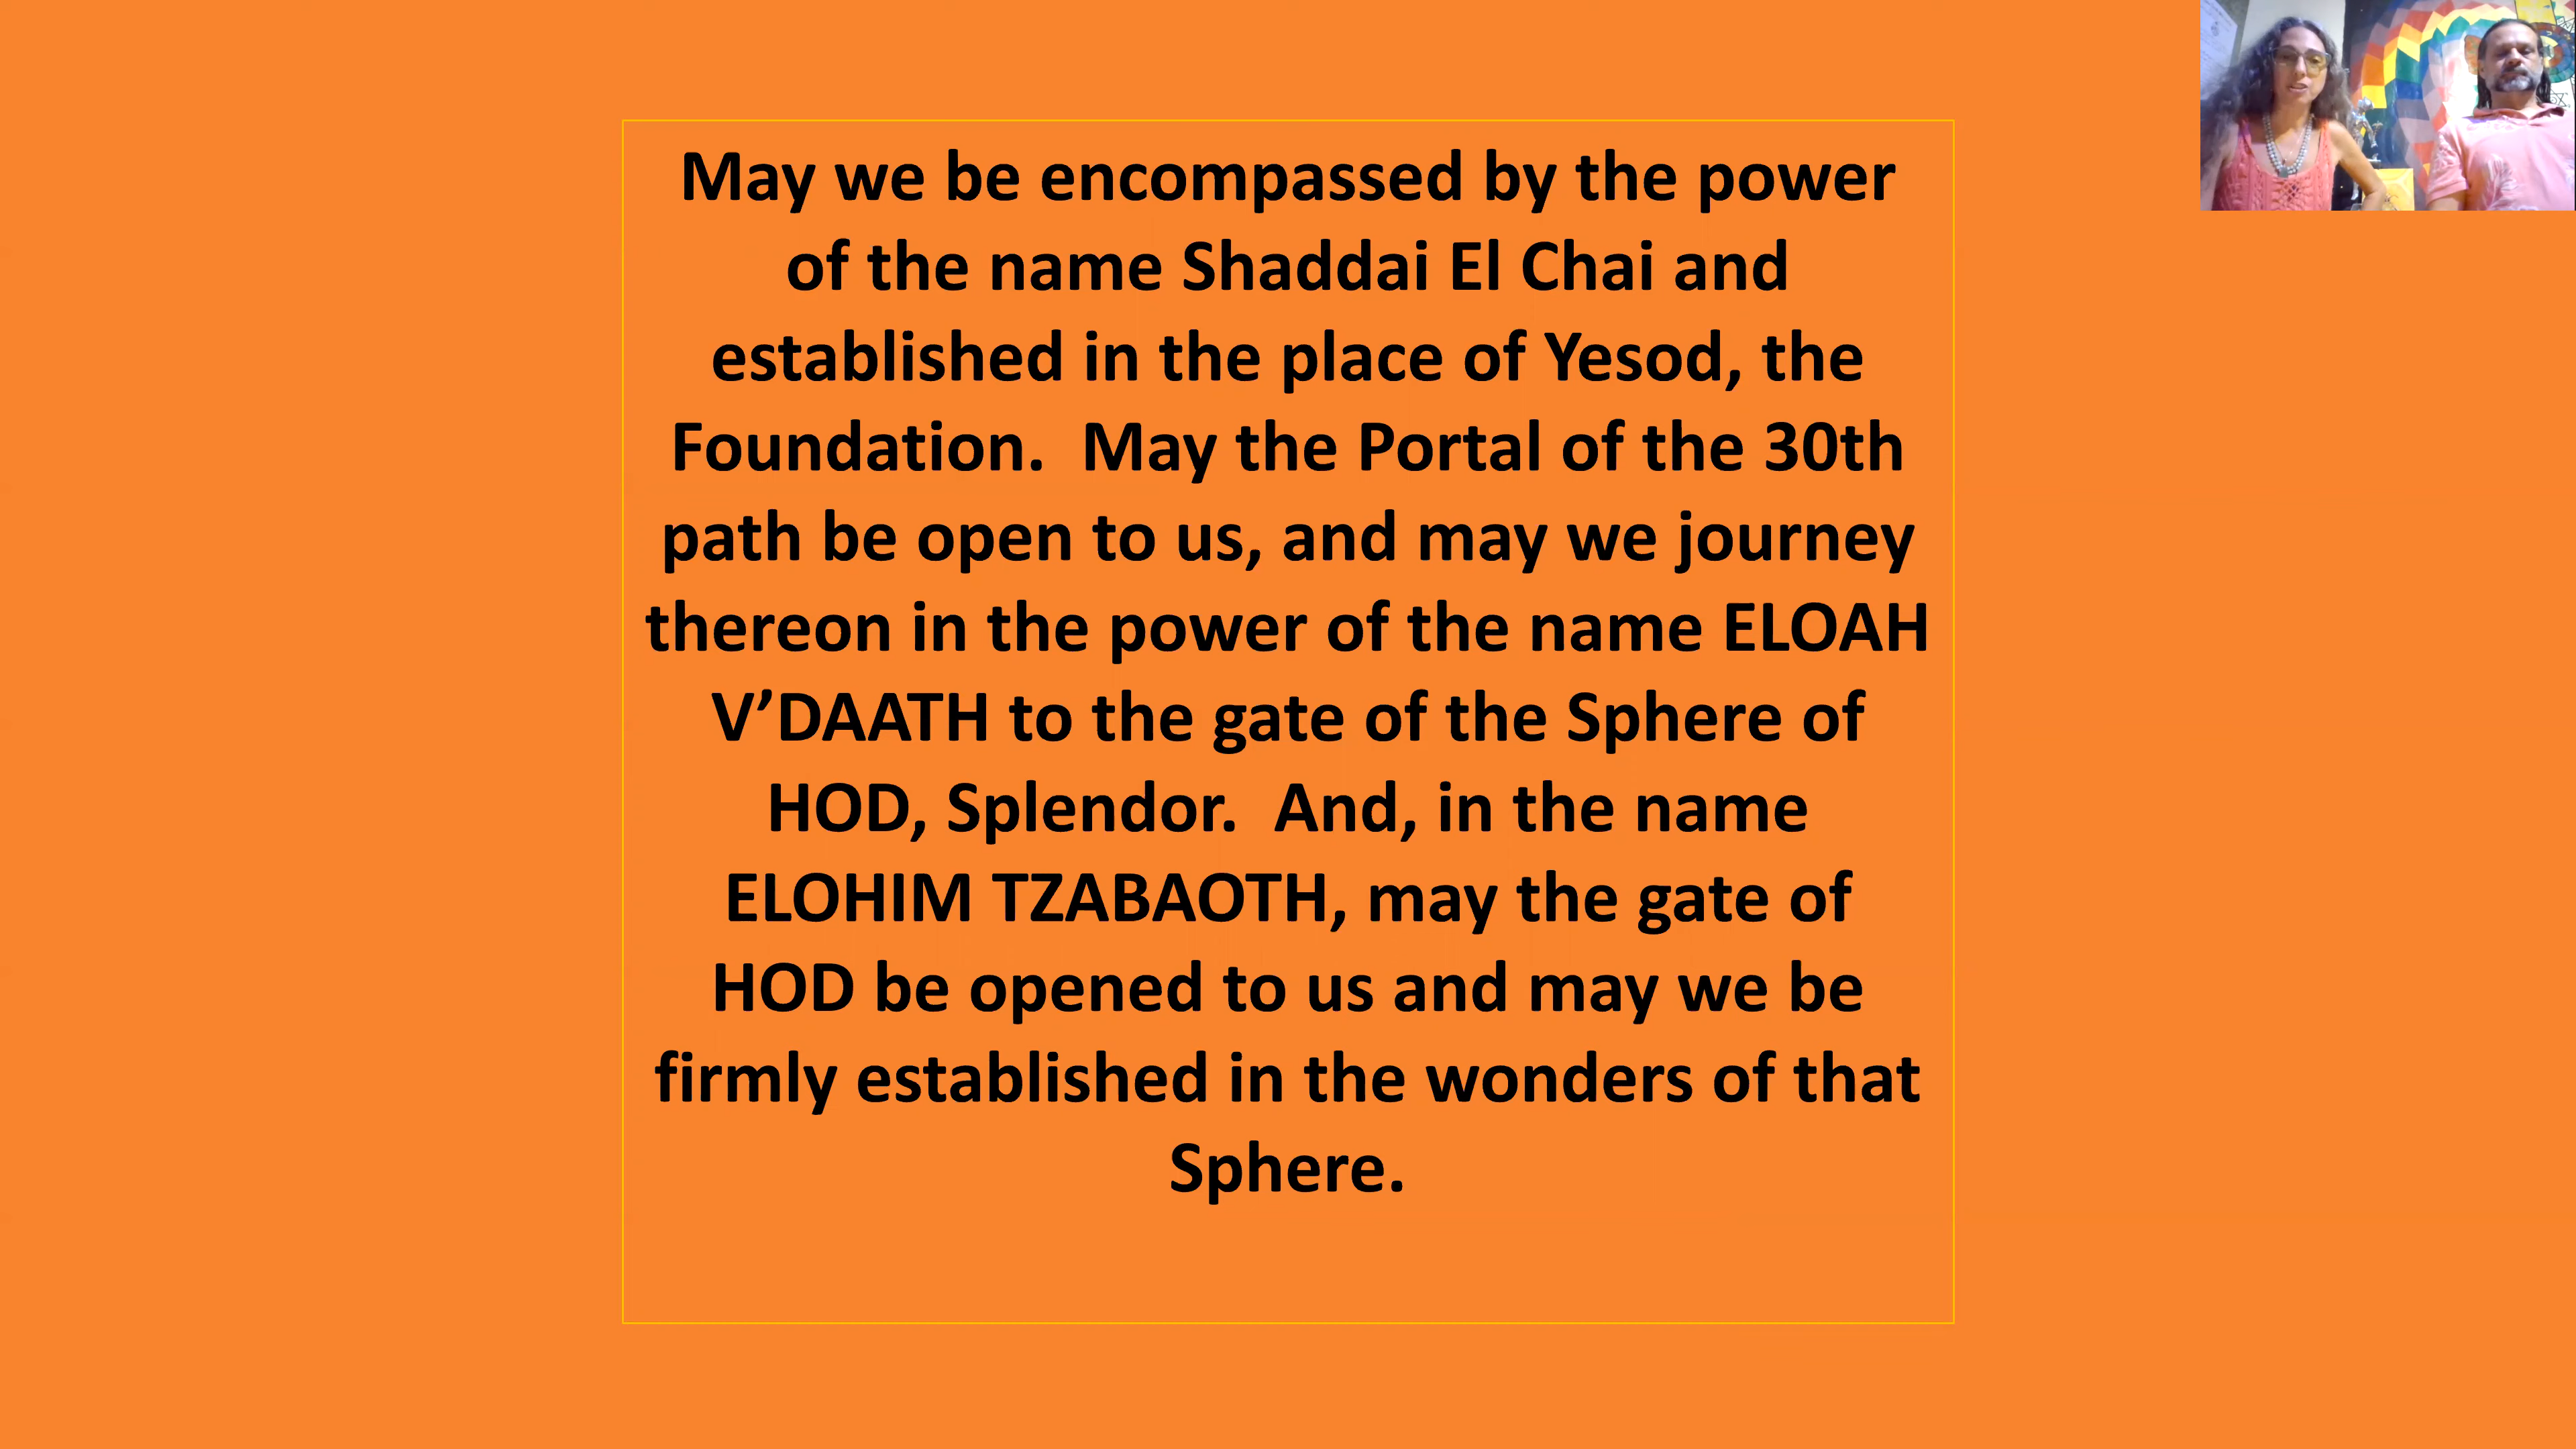 May we be encompassed by the power
of the name Shaddai El Chai and
established in the place of Yesod, the
Foundation.  May the Portal of the 30th
path be open to us, and may we journey
thereon in the power of the name ELOAH
V’DAATH to the gate of the Sphere of
HOD, Splendor.  And, in the name
ELOHIM TZABAOTH, may the gate of
HOD be opened to us and may we be
firmly established in the wonders of that
Sphere.